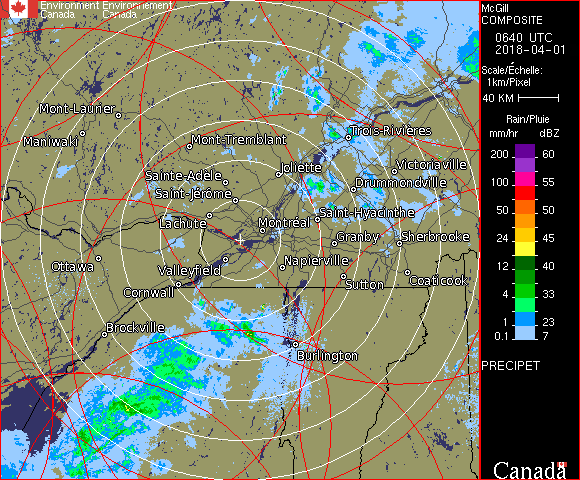 Environment Environnement
Canada Canada
McGill
COMPOSITE
0640 UTC
2018-04-01
Scale/Échelle:
1km/Pixel
40 KM
Rain/Pluie
mm/hr dBZ
200 60
100 55
50 50
24 45
12 40
4 33
1 23
0.1 7
PRECIPET
Canada
Mont-Laurier
Maniwaki
Mont-Tremblant
Trois-Rivières
Sainte-Adèle
Joliette
Victoriaville
Saint-Jérôme
Drummondville
Lachute
Montréal
Saint-Hyacinthe
Granby
Sherbrooke
Ottawa
Valleyfield
Napierville
Cornwall
Sutton
Coaticook
Brockville
Burlington